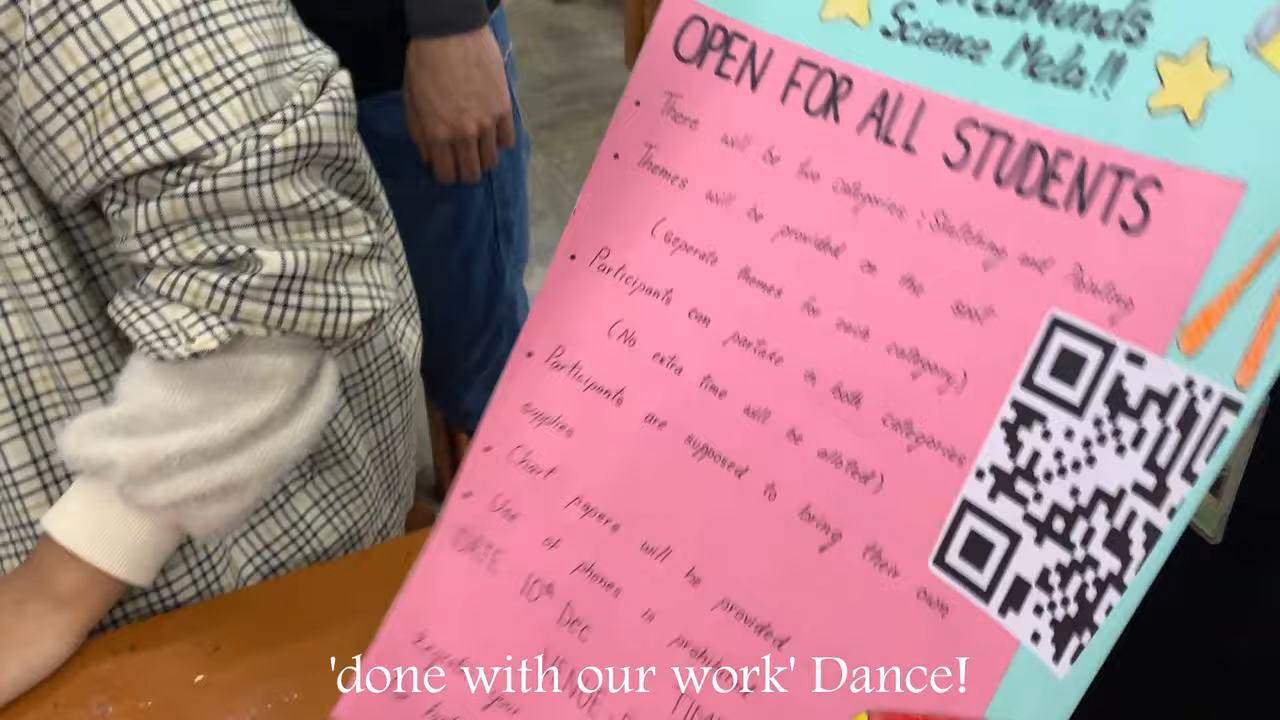 Science Mela!!
OPEN FOR ALL STUDENTS
• There will be two categories : Sketching and Painting
• Themes will be provided on the spot
(seperate themes for each category)
• Participants can partake in both categories
(No extra time will be alloted)
• Participants are supposed to bring their own
supplies
• Chart papers will be provided
• Use of phones is prohibited
DATE 10th Dec VENUE
'done with our work' Dance!